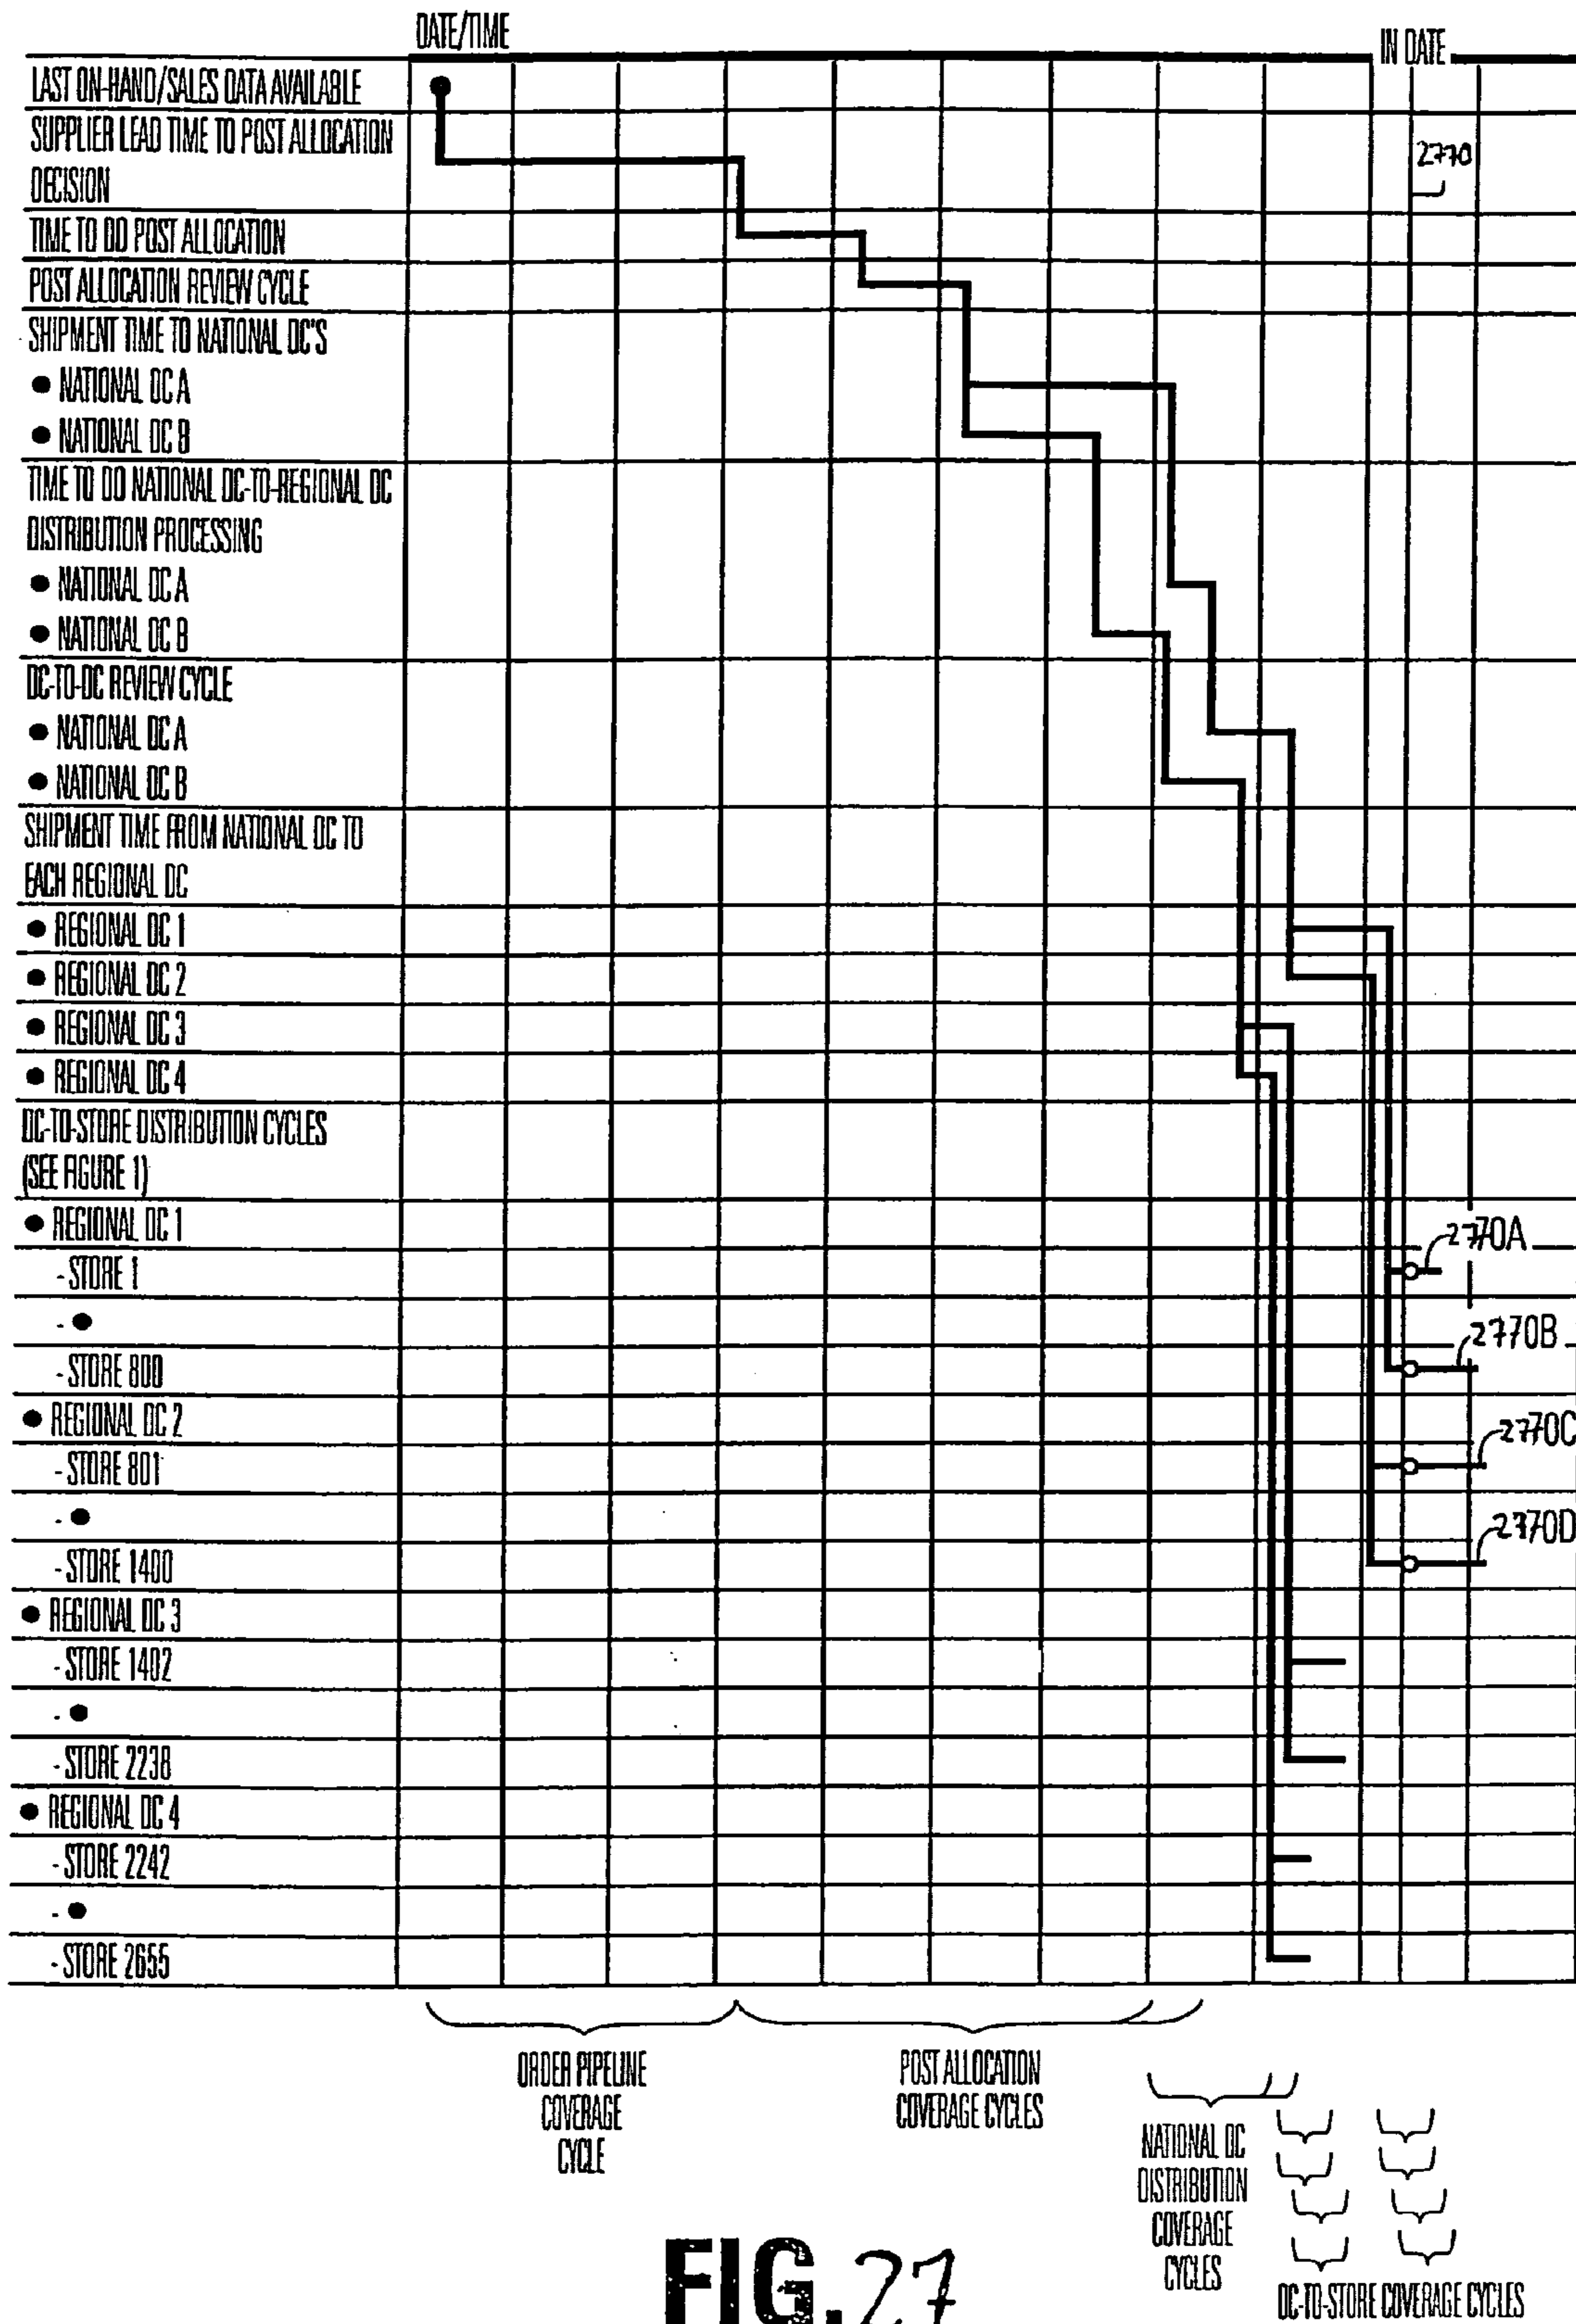 DATE/TIME
IN DATE
LAST ON-HAND/SALES DATA AVAILABLE
SUPPLIER LEAD TIME TO POST ALLOCATION
DECISION
2770
TIME TO DO POST ALLOCATION
POST ALLOCATION REVIEW CYCLE
SHIPMENT TIME TO NATIONAL DC'S
● NATIONAL DC A
● NATIONAL DC B
TIME TO DO NATIONAL DC-TO-REGIONAL DC
DISTRIBUTION PROCESSING
● NATIONAL DC A
● NATIONAL DC B
DC-TO-DC REVIEW CYCLE
● NATIONAL DC A
● NATIONAL DC B
SHIPMENT TIME FROM NATIONAL DC TO
EACH REGIONAL DC
● REGIONAL DC 1
● REGIONAL DC 2
● REGIONAL DC 3
● REGIONAL DC 4
DC-TO-STORE DISTRIBUTION CYCLES
(SEE FIGURE 1)
● REGIONAL DC 1
2770A
- STORE 1
- ●
2770B
- STORE 800
● REGIONAL DC 2
2770C
- STORE 801
- ●
2770D
- STORE 1400
● REGIONAL DC 3
- STORE 1402
- ●
- STORE 2238
● REGIONAL DC 4
- STORE 2242
- ●
- STORE 2655
ORDER PIPELINE
COVERAGE
CYCLE
POST ALLOCATION
COVERAGE CYCLES
NATIONAL DC
DISTRIBUTION
COVERAGE
CYCLES
DC-TO-STORE COVERAGE CYCLES
FIG. 27